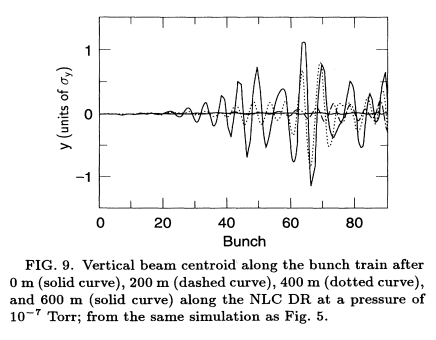 y (units of σy)
1
0
−1
0 20 40 60 80
Bunch
FIG. 9. Vertical beam centroid along the bunch train after
0 m (solid curve), 200 m (dashed curve), 400 m (dotted curve),
and 600 m (solid curve) along the NLC DR at a pressure of
10⁻⁷ Torr; from the same simulation as Fig. 5.